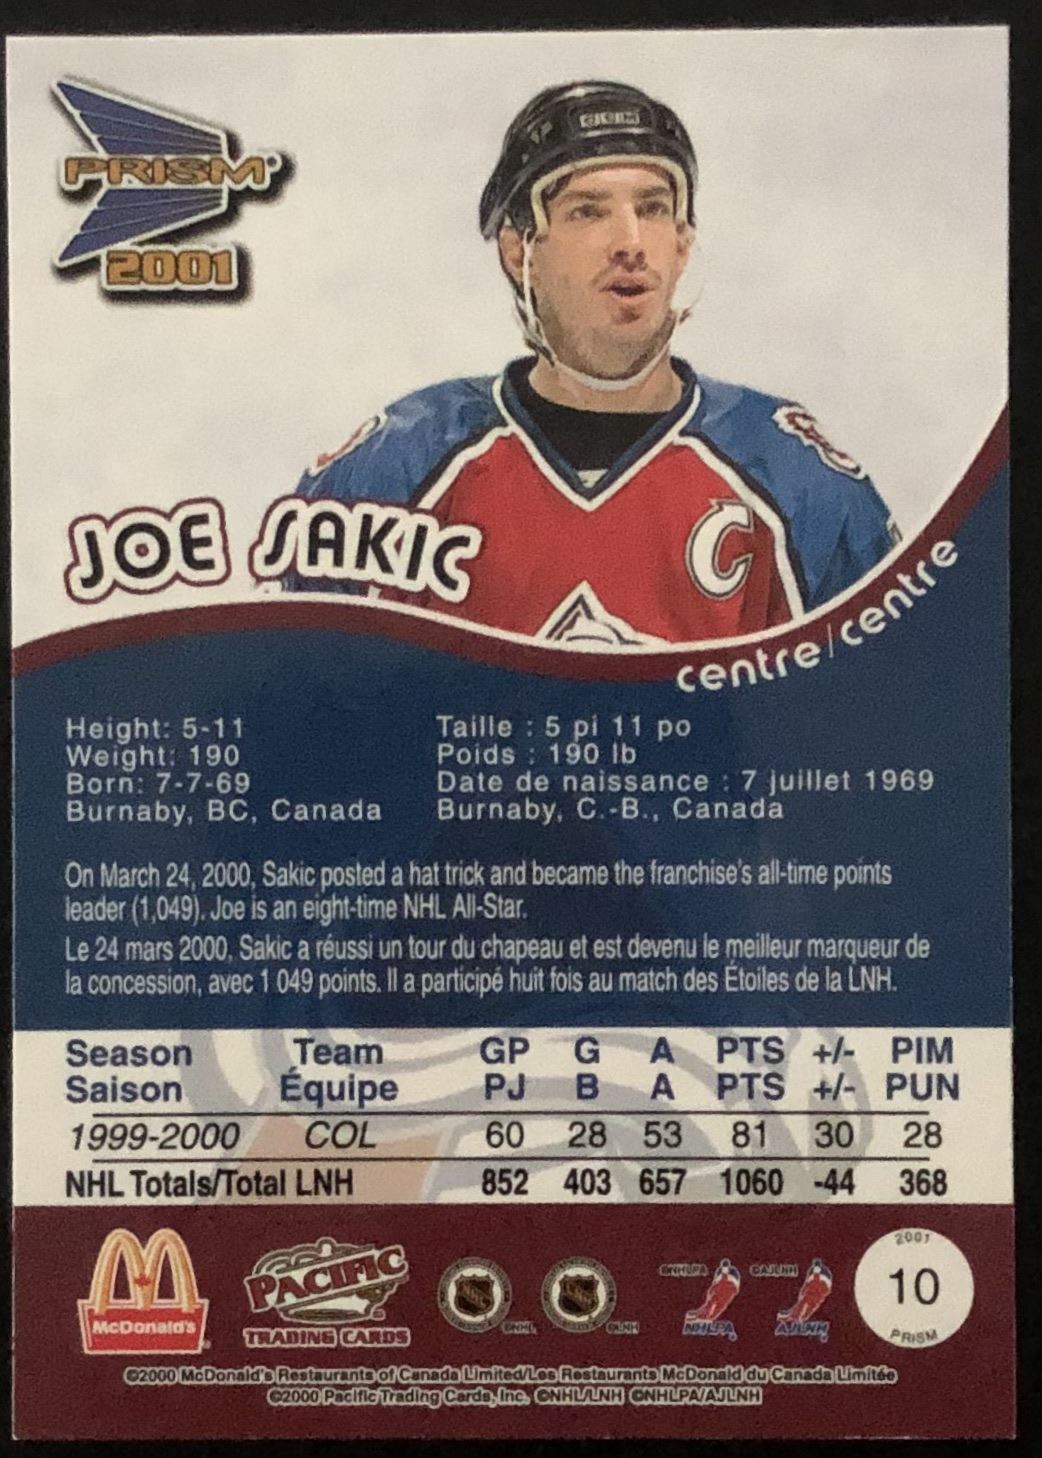 CCM
PRISM
2001
JOE SAKIC
C
centre/centre
Height: 5-11
Weight: 190
Born: 7-7-69
Burnaby, BC, Canada
Taille : 5 pi 11 po
Poids : 190 lb
Date de naissance : 7 juillet 1969
Burnaby, C.-B., Canada
On March 24, 2000, Sakic posted a hat trick and became the franchise's all-time points
leader (1,049). Joe is an eight-time NHL All-Star.
Le 24 mars 2000, Sakic a réussi un tour du chapeau et est devenu le meilleur marqueur de
la concession, avec 1 049 points. Il a participé huit fois au match des Étoiles de la LNH.
Season Team GP G A PTS +/- PIM
Saison Équipe PJ B A PTS +/- PUN
1999-2000 COL 60 28 53 81 30 28
NHL Totals/Total LNH 852 403 657 1060 -44 368
McDonald's
PACIFIC
TRADING CARDS
NHL
©NHL
NHL
©LNH
©NHLPA
NHLPA
©AJLNH
AJLNH
2001
10
PRISM
©2000 McDonald's Restaurants of Canada Limited/Les Restaurants McDonald du Canada Limitée
©2000 Pacific Trading Cards, Inc. ©NHL/LNH ©NHLPA/AJLNH